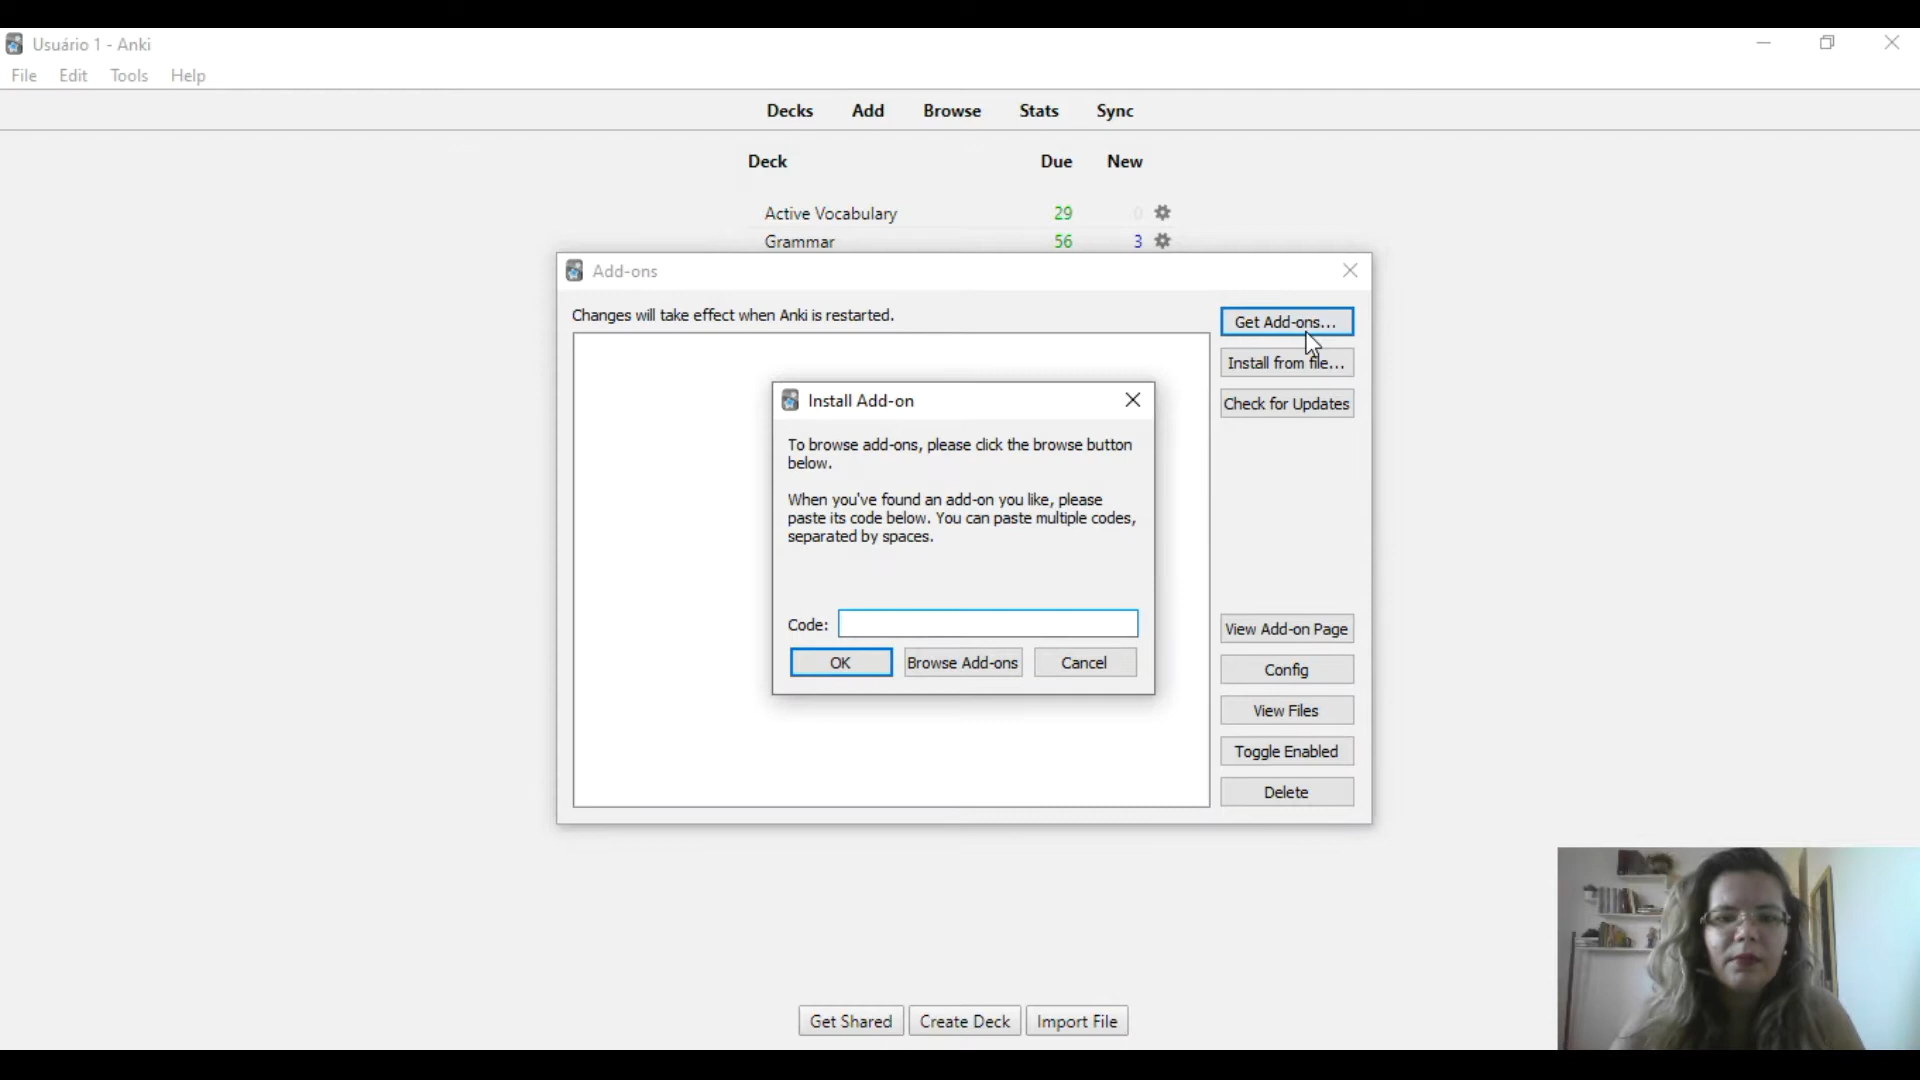 Usuário 1 - Anki
File Edit Tools Help
Decks Add Browse Stats Sync
Deck Due New
Active Vocabulary 29 0
Grammar 56 3
Add-ons
Changes will take effect when Anki is restarted.
Get Add-ons...
Install from file...
Check for Updates
Install Add-on
To browse add-ons, please click the browse button
below.
When you've found an add-on you like, please
paste its code below. You can paste multiple codes,
separated by spaces.
Code:
OK Browse Add-ons Cancel
View Add-on Page
Config
View Files
Toggle Enabled
Delete
Get Shared Create Deck Import File